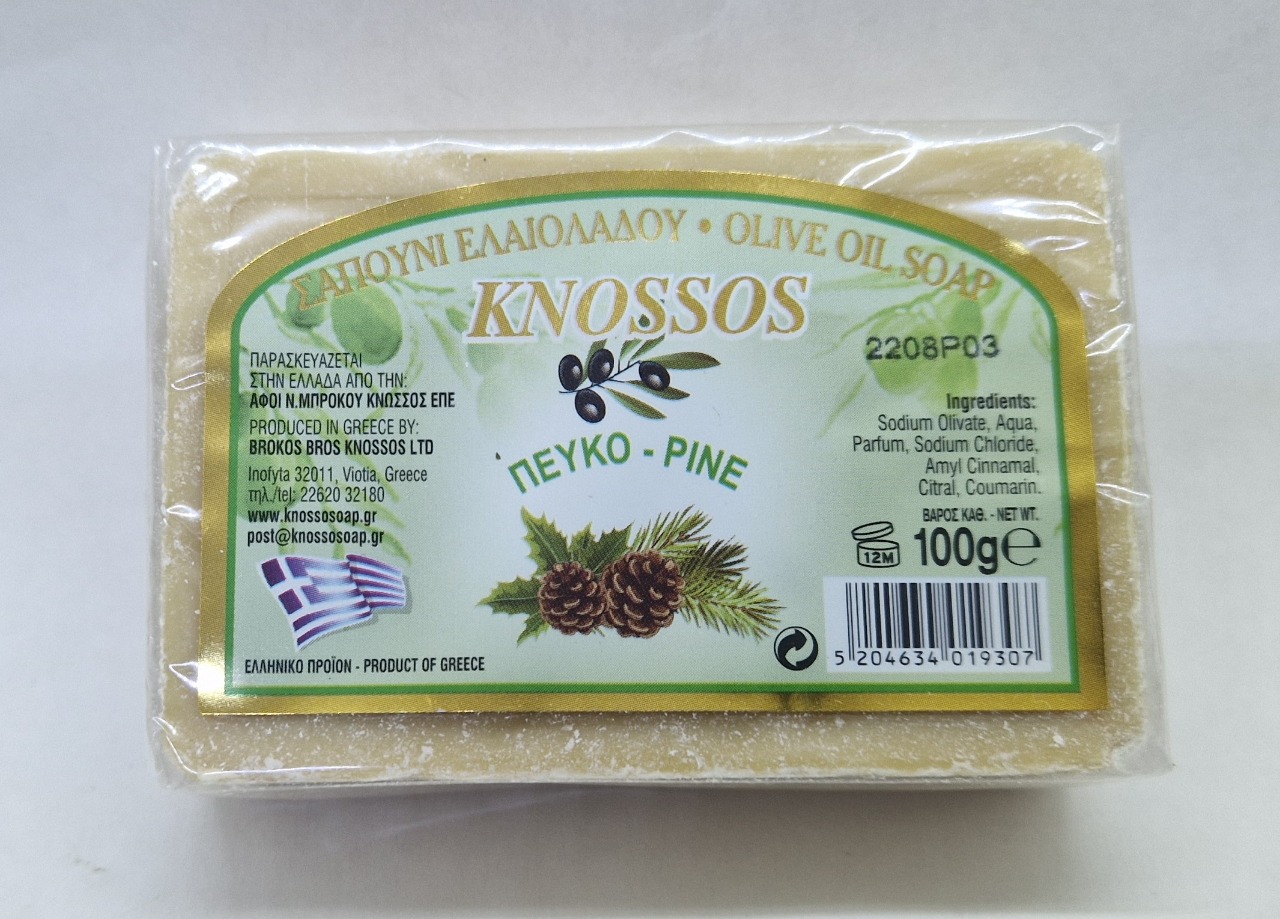 ΣΑΠΟΥΝΙ ΕΛΑΙΟΛΑΔΟΥ • OLIVE OIL SOAP
KNOSSOS
ΠΑΡΑΣΚΕΥΑΖΕΤΑΙ
ΣΤΗΝ ΕΛΛΑΔΑ ΑΠΟ ΤΗΝ:
ΑΦΟΙ Ν.ΜΠΡΟΚΟΥ ΚΝΩΣΣΟΣ ΕΠΕ
PRODUCED IN GREECE BY:
BROKOS BROS KNOSSOS LTD
Inofyta 32011, Viotia, Greece
τηλ./tel: 22620 32180
www.knossosoap.gr
post@knossosoap.gr
ΕΛΛΗΝΙΚΟ ΠΡΟΪΟΝ - PRODUCT OF GREECE
ΠΕΥΚΟ - PINE
2208P03
Ingredients:
Sodium Olivate, Aqua,
Parfum, Sodium Chloride,
Amyl Cinnamal,
Citral, Coumarin.
ΒΑΡΟΣ ΚΑΘ. - NET WT.
12M
100g℮
5 204634 019307